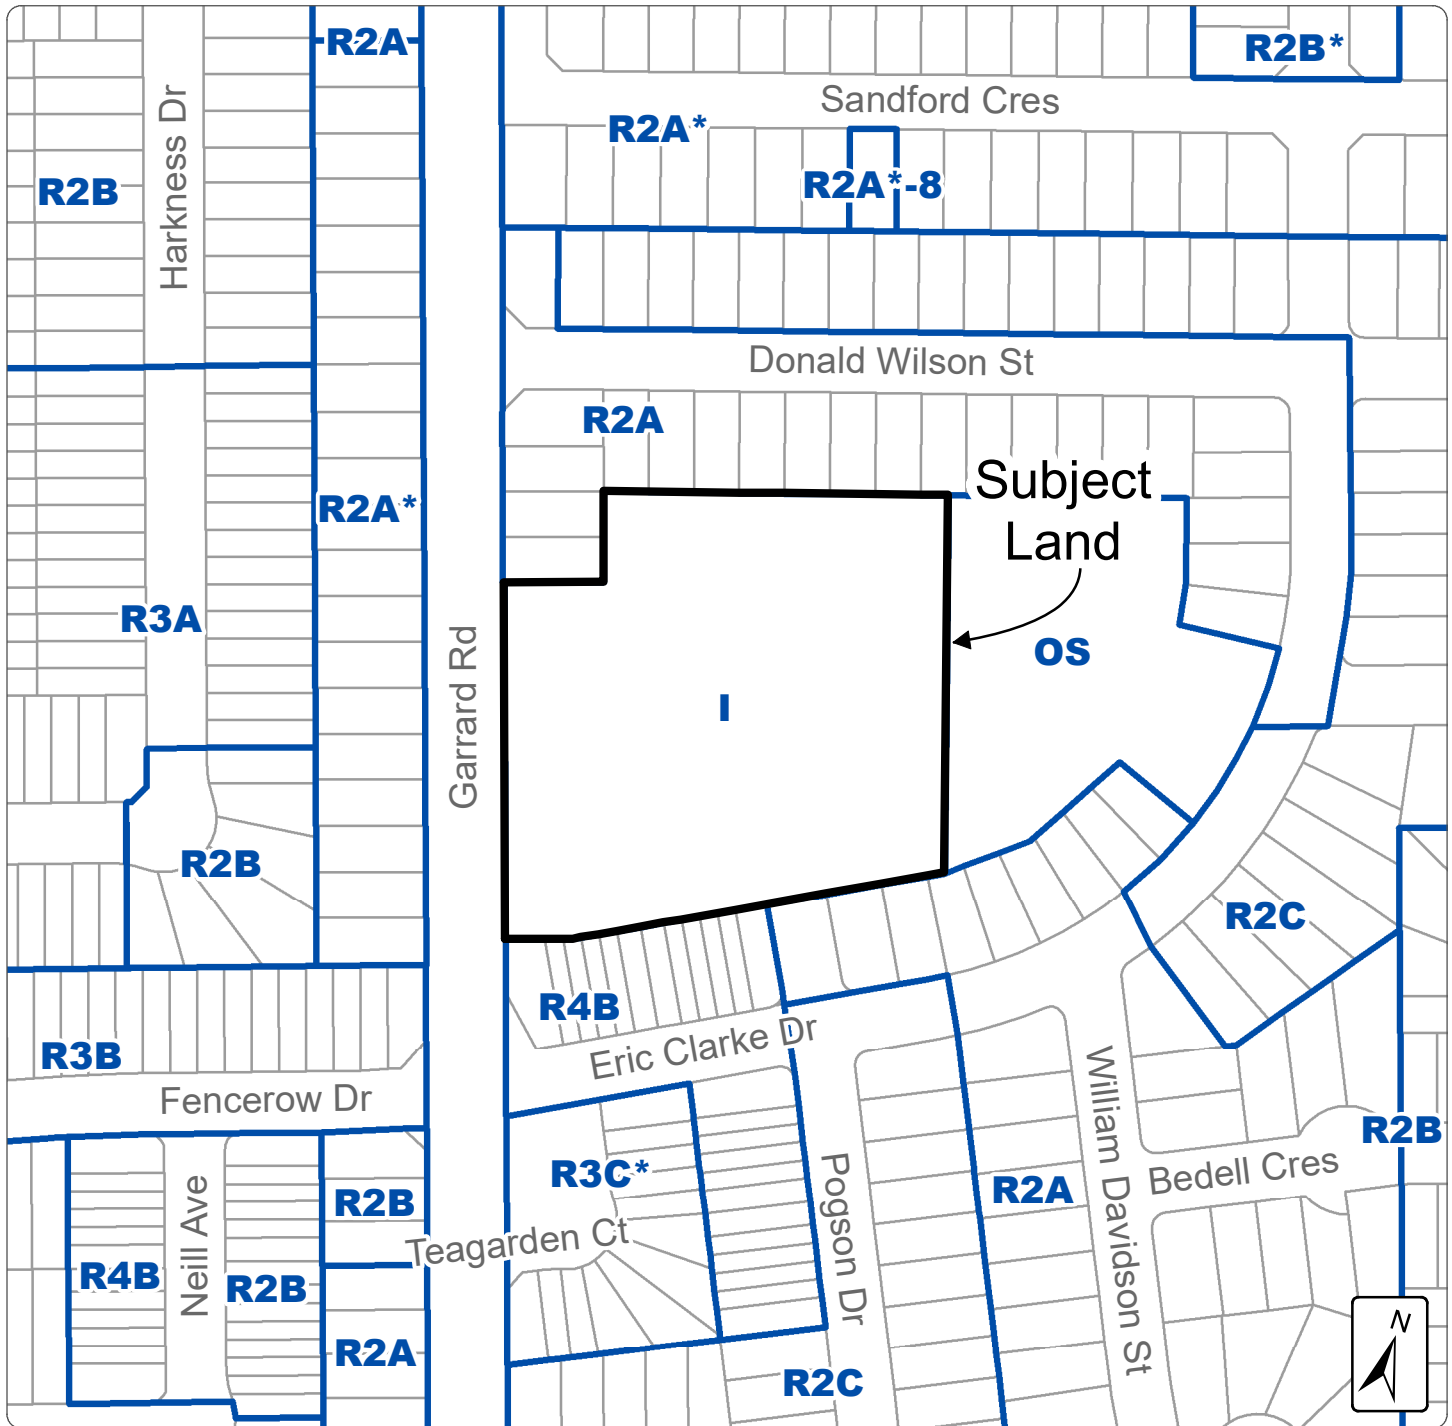 R2A
R2B*
Sandford Cres
R2A*
Harkness Dr
R2B
R2A*-8
Donald Wilson St
R2A
Subject
Land
R2A*
R3A
OS
Garrard Rd
I
R2B
R2C
R4B
Eric Clarke Dr
R3B
Fencerow Dr
William Davidson St
R2B
Bedell Cres
R3C*
Pogson Dr
R2A
R2B
Neill Ave
Teagarden Ct
R4B
R2B
R2A
R2C
N